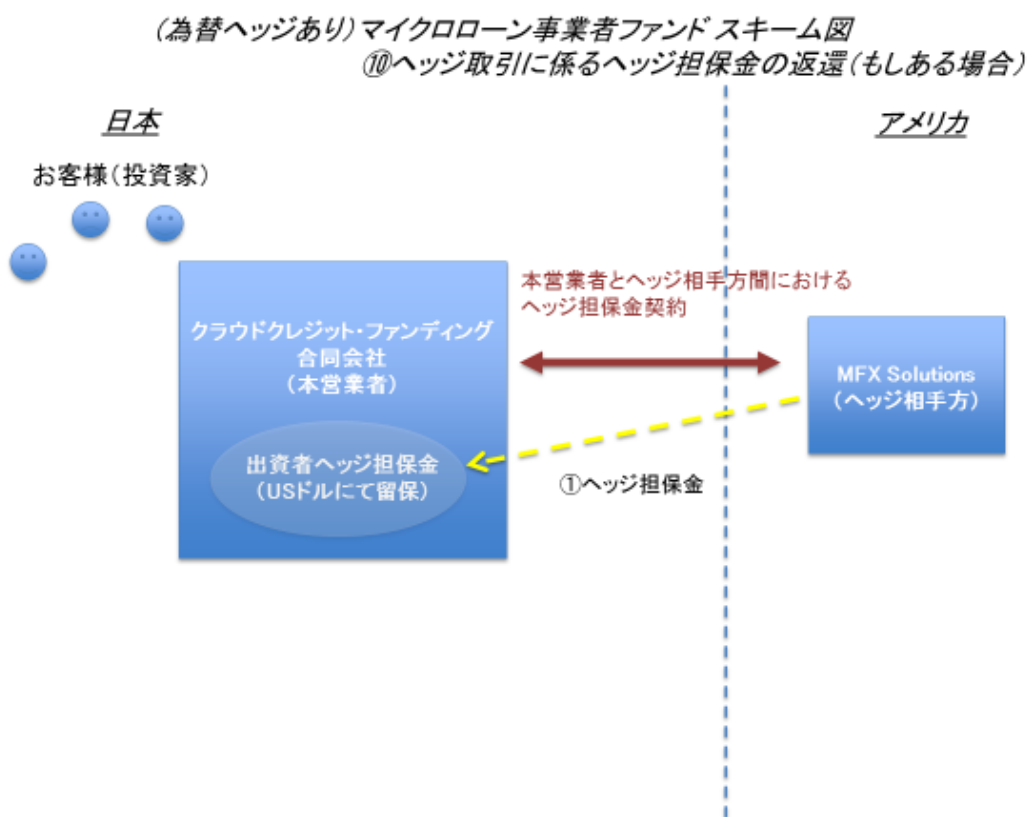 (為替ヘッジあり)マイクロローン事業者ファンド スキーム図
⑩ヘッジ取引に係るヘッジ担保金の返還(もしある場合)
日本
アメリカ
お客様(投資家)
本営業者とヘッジ相手方間における
ヘッジ担保金契約
クラウドクレジット・ファンディング
合同会社
(本営業者)
MFX Solutions
(ヘッジ相手方)
出資者ヘッジ担保金
(USドルにて留保)
①ヘッジ担保金